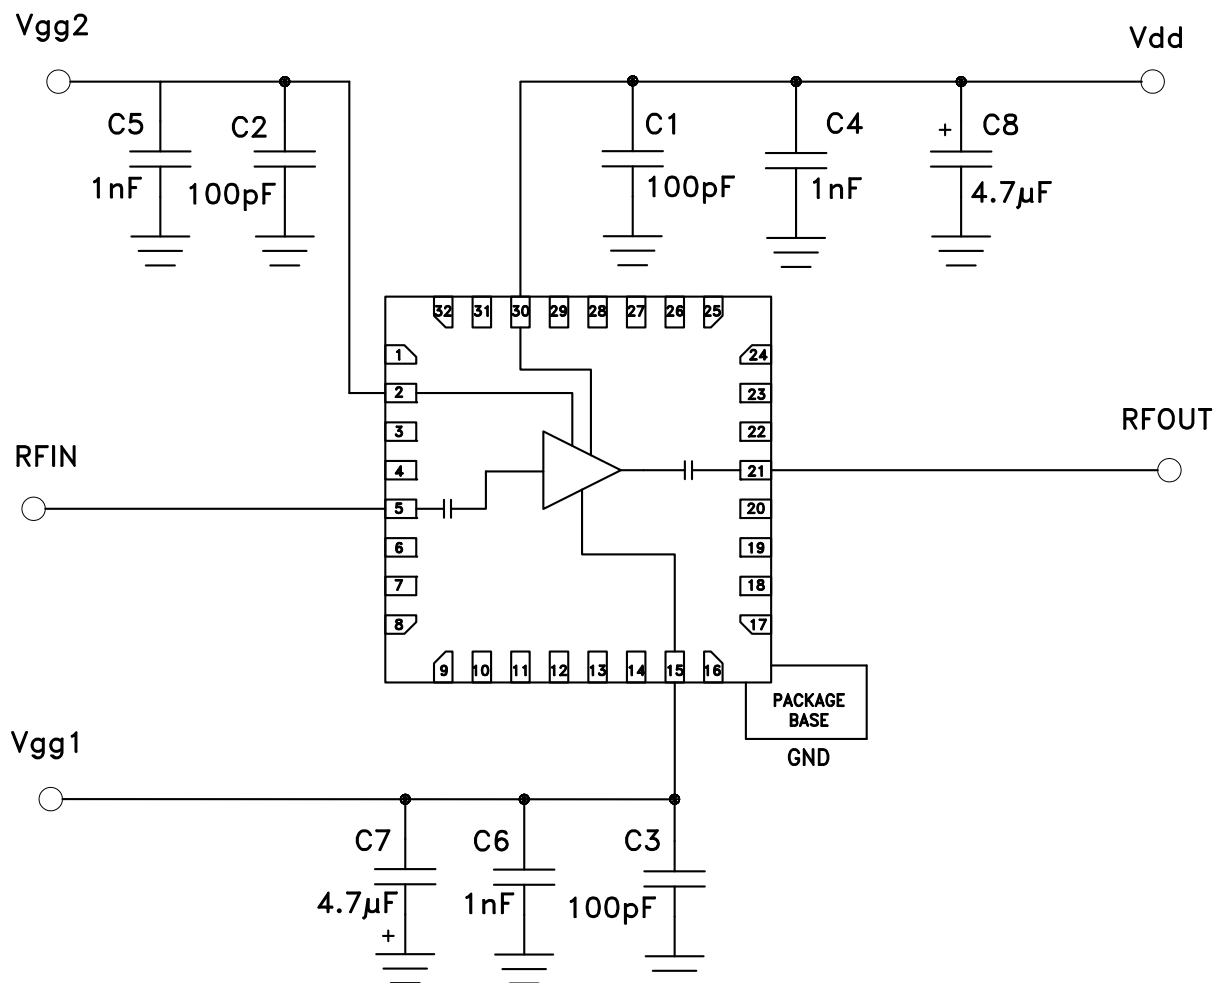 Vgg2
Vdd
C5
C2
C1
C4
+ C8
1nF
100pF
100pF
1nF
4.7µF
32 31 30 29 28 27 26 25
1
24
2
23
3
22
RFOUT
RFIN
4
21
5
20
6
19
7
18
8
17
9 10 11 12 13 14 15 16
PACKAGE
BASE
GND
Vgg1
C7
C6
C3
4.7µF
1nF
100pF
+